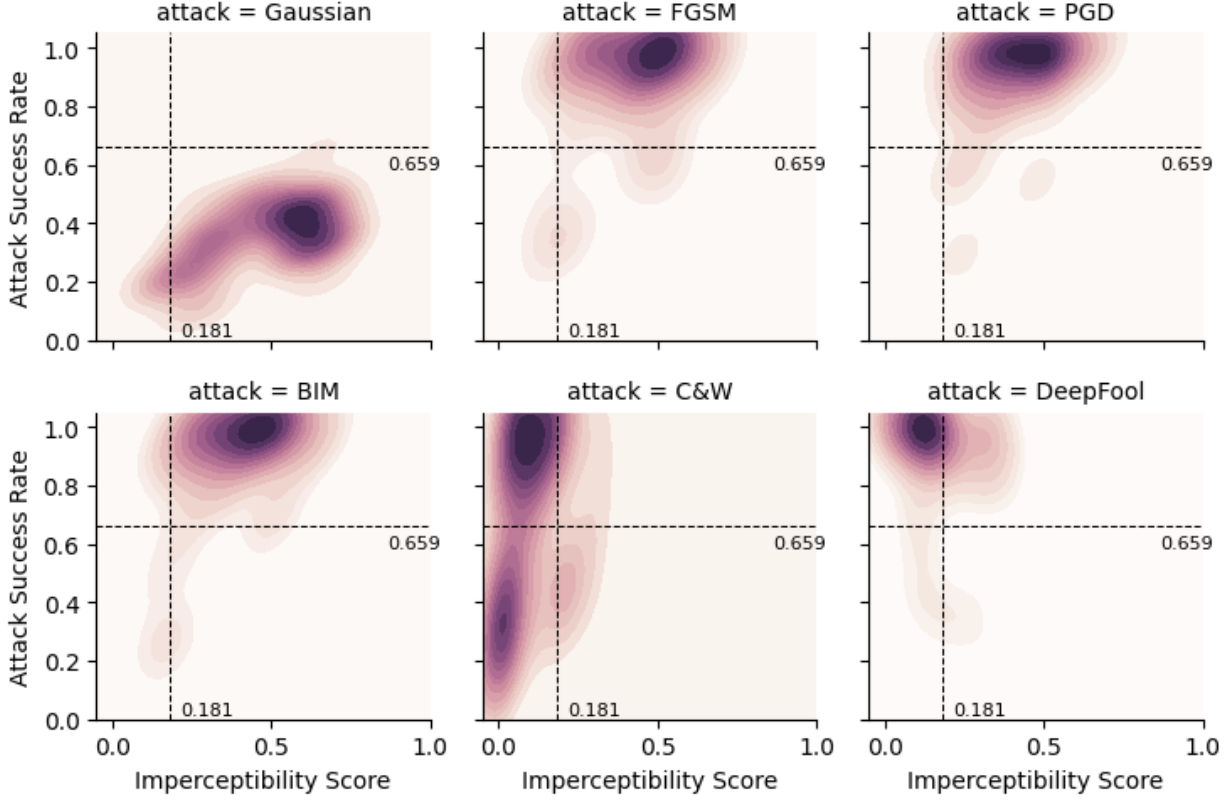 attack = Gaussian
attack = FGSM
attack = PGD
Attack Success Rate
1.0
0.8
0.6
0.4
0.2
0.0
0.659
0.181
0.659
0.181
0.659
0.181
attack = BIM
attack = C&W
attack = DeepFool
Attack Success Rate
1.0
0.8
0.6
0.4
0.2
0.0
0.659
0.181
0.659
0.181
0.659
0.181
0.0 0.5 1.0
0.0 0.5 1.0
0.0 0.5 1.0
Imperceptibility Score
Imperceptibility Score
Imperceptibility Score